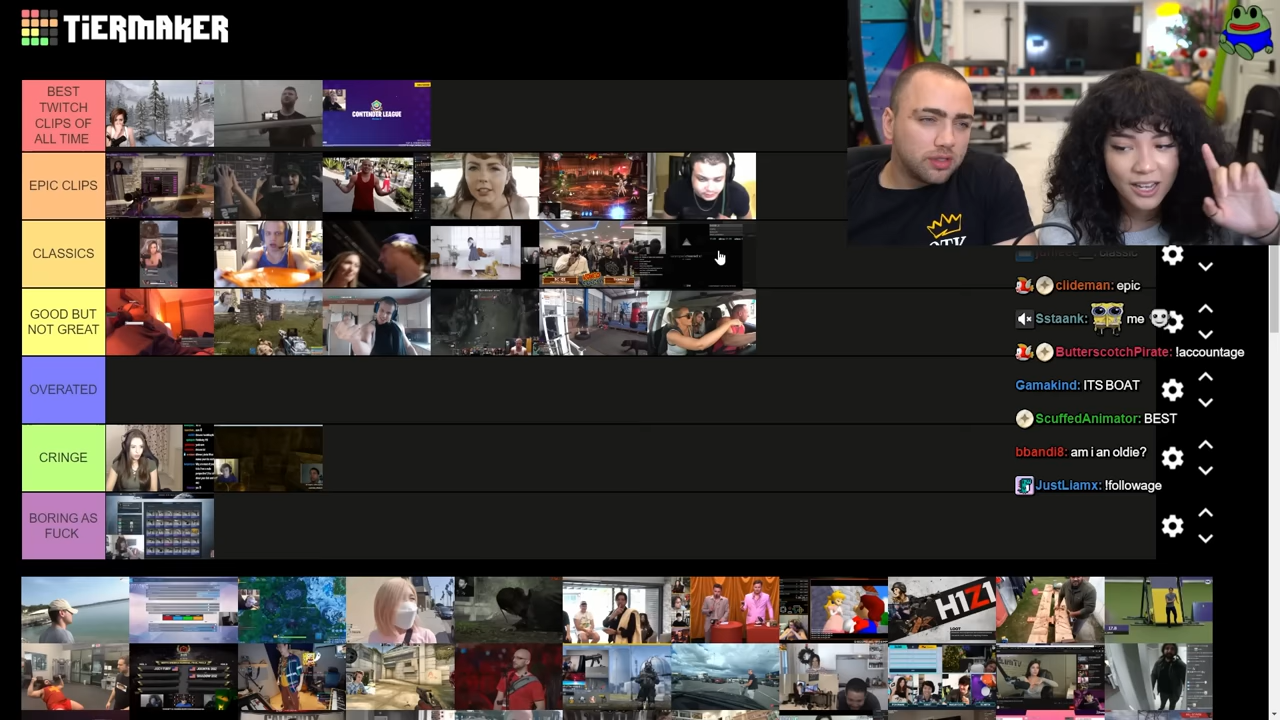 TiERMAKER
BEST
TWITCH
CLIPS OF
ALL TIME
CONTENDER LEAGUE
EPIC CLIPS
CLASSICS
GOOD BUT
NOT GREAT
OVERATED
CRINGE
BORING AS
FUCK
clideman: epic
Sstaank: me
ButterscotchPirate: !accountage
Gamakind: ITS BOAT
ScuffedAnimator: BEST
bbandi8: am i an oldie?
JustLiamx: !followage
H1Z1
LOOT